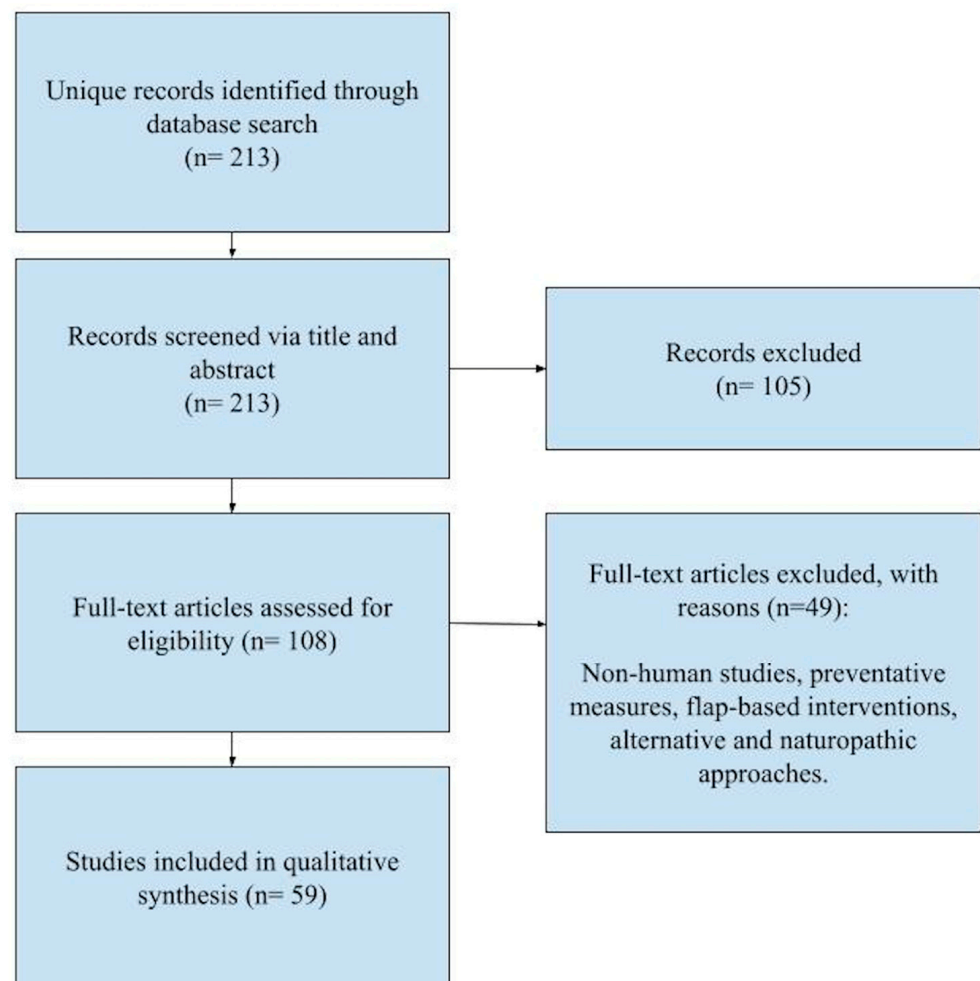 Unique records identified through
database search
(n= 213)
Records screened via title and
abstract
(n= 213)
Records excluded
(n= 105)
Full-text articles assessed for
eligibility (n= 108)
Full-text articles excluded, with
reasons (n=49):
Non-human studies, preventative
measures, flap-based interventions,
alternative and naturopathic
approaches.
Studies included in qualitative
synthesis (n= 59)